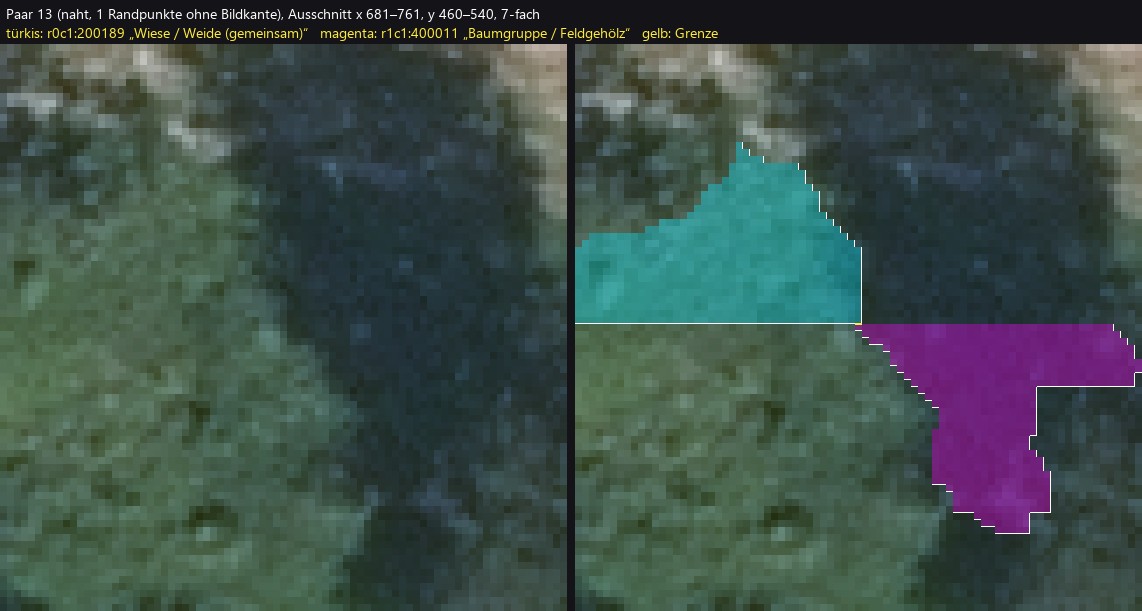 Paar 13 (naht, 1 Randpunkte ohne Bildkante), Ausschnitt x 681–761, y 460–540, 7-fach
türkis: r0c1:200189 „Wiese / Weide (gemeinsam)“ magenta: r1c1:400011 „Baumgruppe / Feldgehölz“ gelb: Grenze